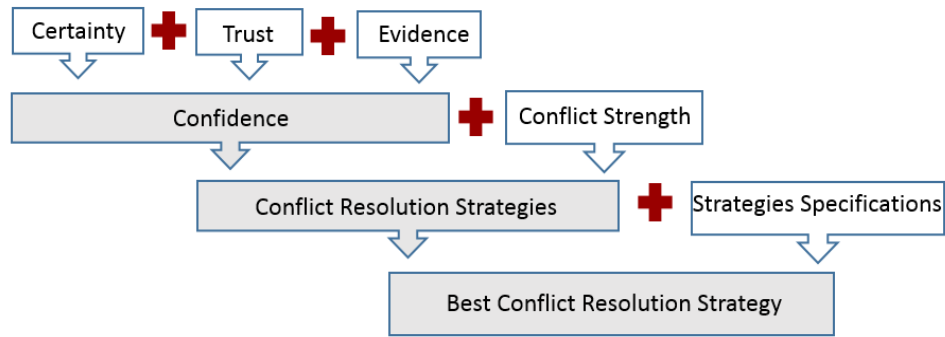 Certainty
Trust
Evidence
Confidence
Conflict Strength
Conflict Resolution Strategies
Strategies Specifications
Best Conflict Resolution Strategy